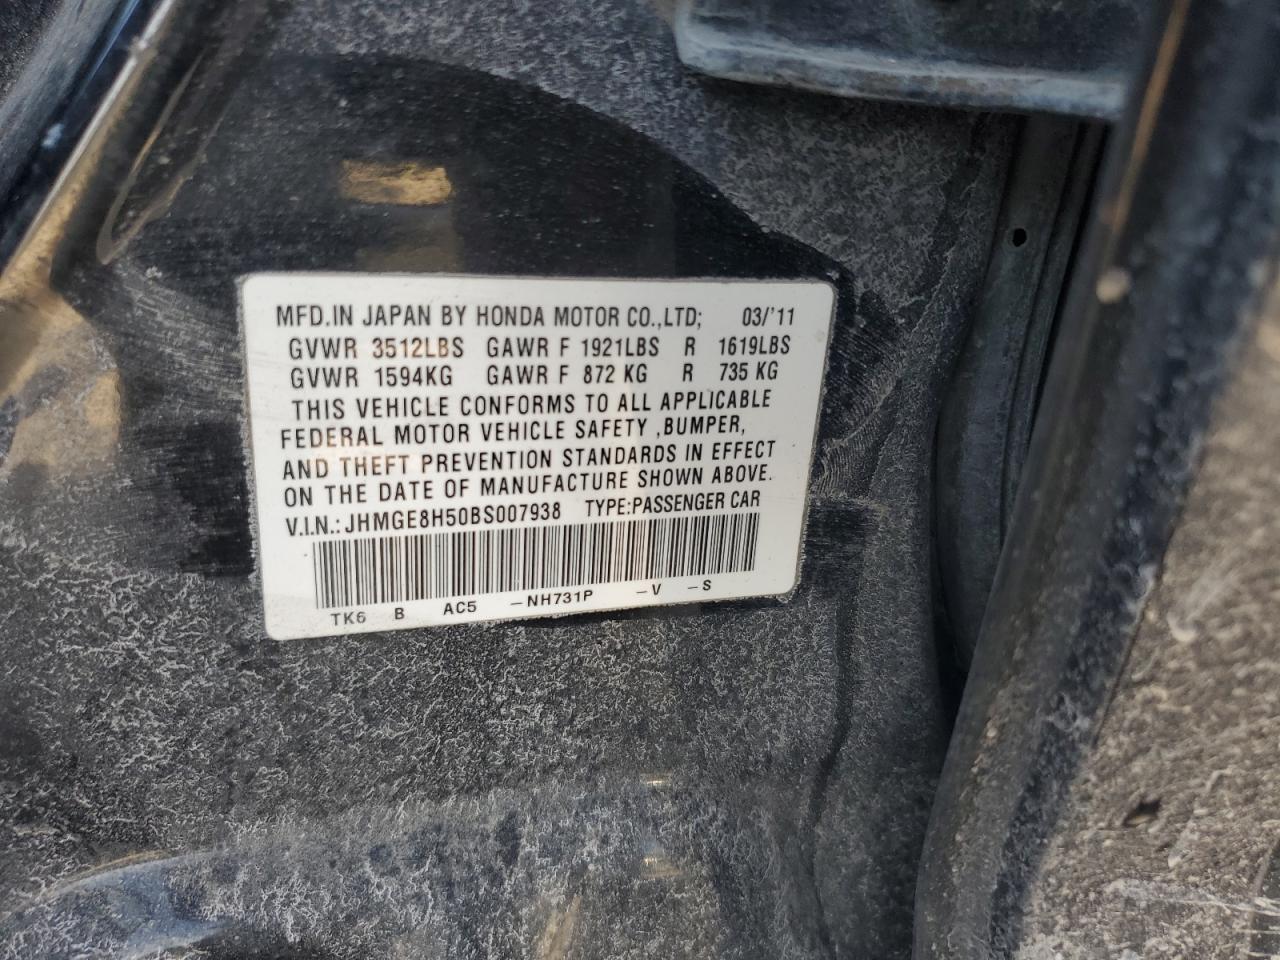 MFD.IN JAPAN BY HONDA MOTOR CO.,LTD; 03/'11
GVWR 3512LBS GAWR F 1921LBS R 1619LBS
GVWR 1594KG GAWR F 872 KG R 735 KG
THIS VEHICLE CONFORMS TO ALL APPLICABLE
FEDERAL MOTOR VEHICLE SAFETY ,BUMPER,
AND THEFT PREVENTION STANDARDS IN EFFECT
ON THE DATE OF MANUFACTURE SHOWN ABOVE.
V.I.N.: JHMGE8H50BS007938 TYPE:PASSENGER CAR
TK6 B AC5 -NH731P -V -S